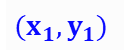 (x₁, y₁)